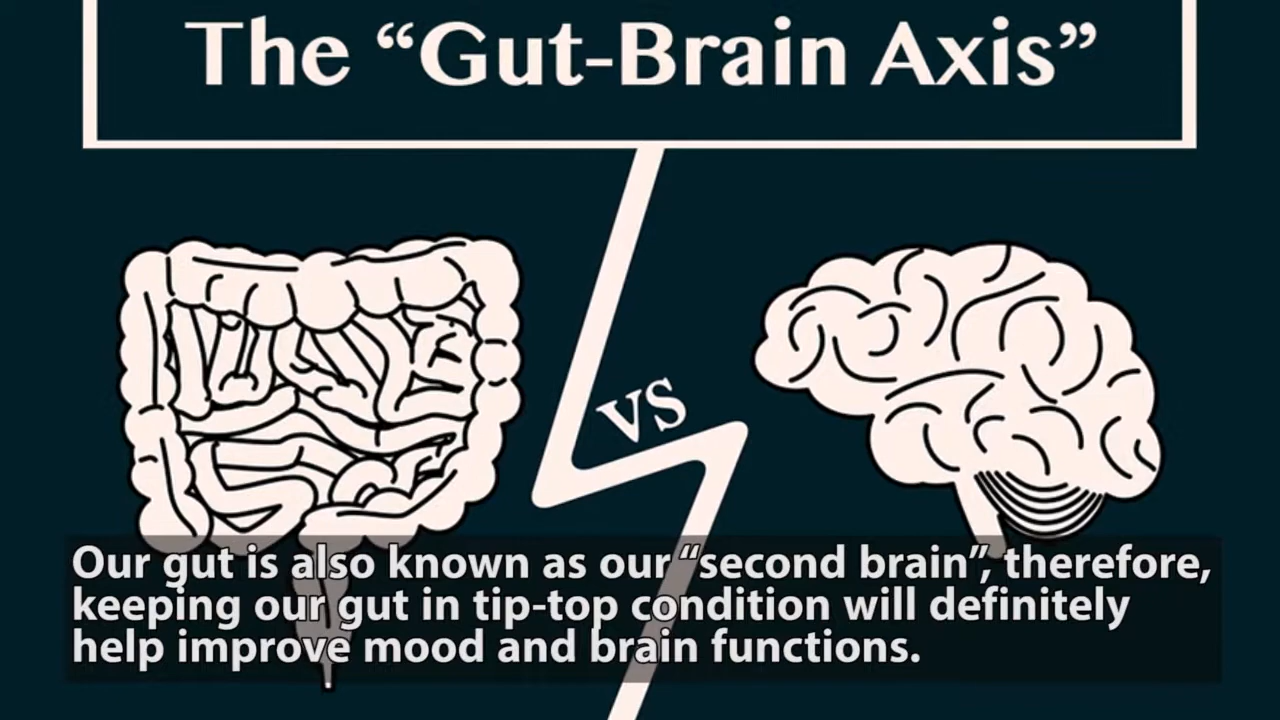 The “Gut-Brain Axis”
VS
Our gut is also known as our “second brain”, therefore,
keeping our gut in tip-top condition will definitely
help improve mood and brain functions.